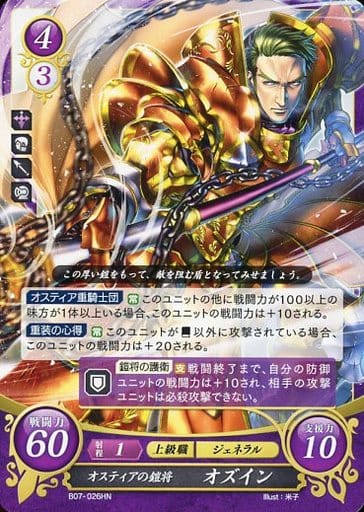 4
3
この厚い鎧をもって、敵を阻む盾となってみせましょう。
オスティア重騎士団 常 このユニットの他に戦闘力が100以上の
味方が1体以上いる場合、このユニットの戦闘力は+10される。
重装の心得 常 このユニットが 以外に攻撃されている場合、
このユニットの戦闘力は+20される。
鎧将の護衛 支 戦闘終了まで、自分の防御
ユニットの戦闘力は+10され、相手の攻撃
ユニットは必殺攻撃できない。
戦闘力
60
射程 1
上級職
ジェネラル
支援力
10
オスティアの鎧将 オズイン
B07-026HN
Illust：米子